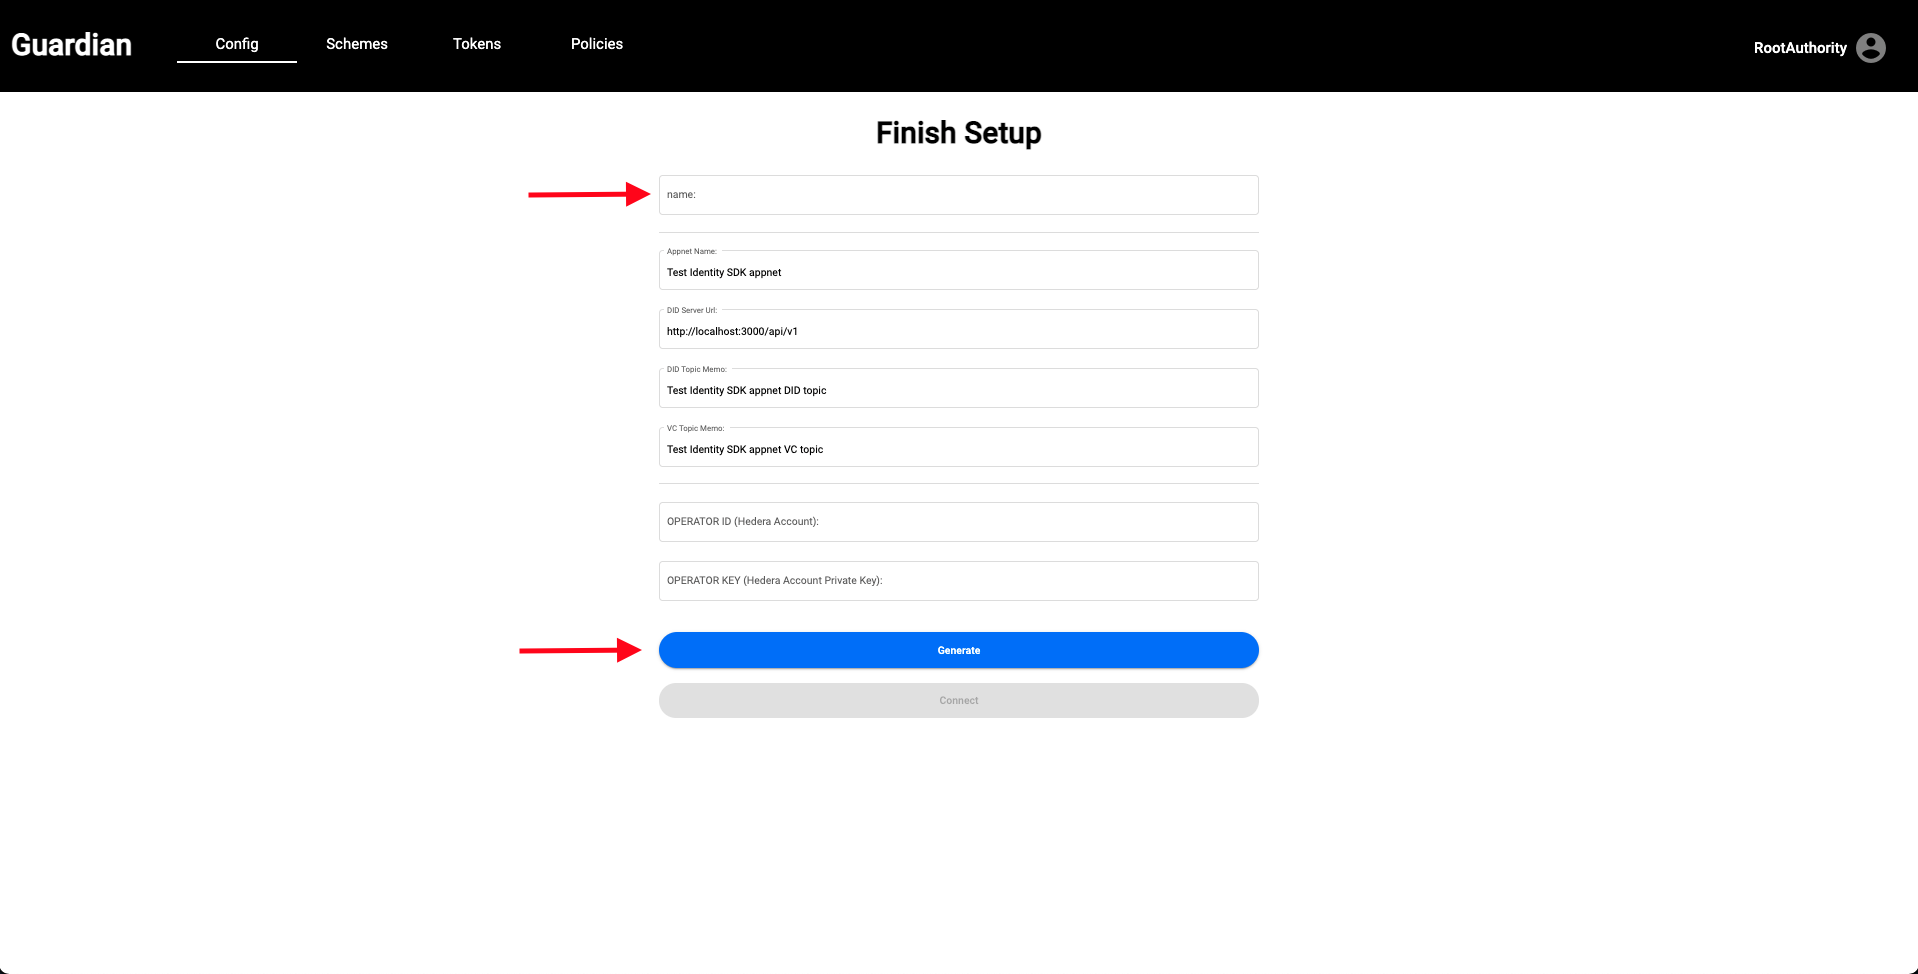 Guardian
Config
Schemes
Tokens
Policies
RootAuthority
Finish Setup
name:
Appnet Name:
Test Identity SDK appnet
DID Server Url:
http://localhost:3000/api/v1
DID Topic Memo:
Test Identity SDK appnet DID topic
VC Topic Memo:
Test Identity SDK appnet VC topic
OPERATOR ID (Hedera Account):
OPERATOR KEY (Hedera Account Private Key):
Generate
Connect